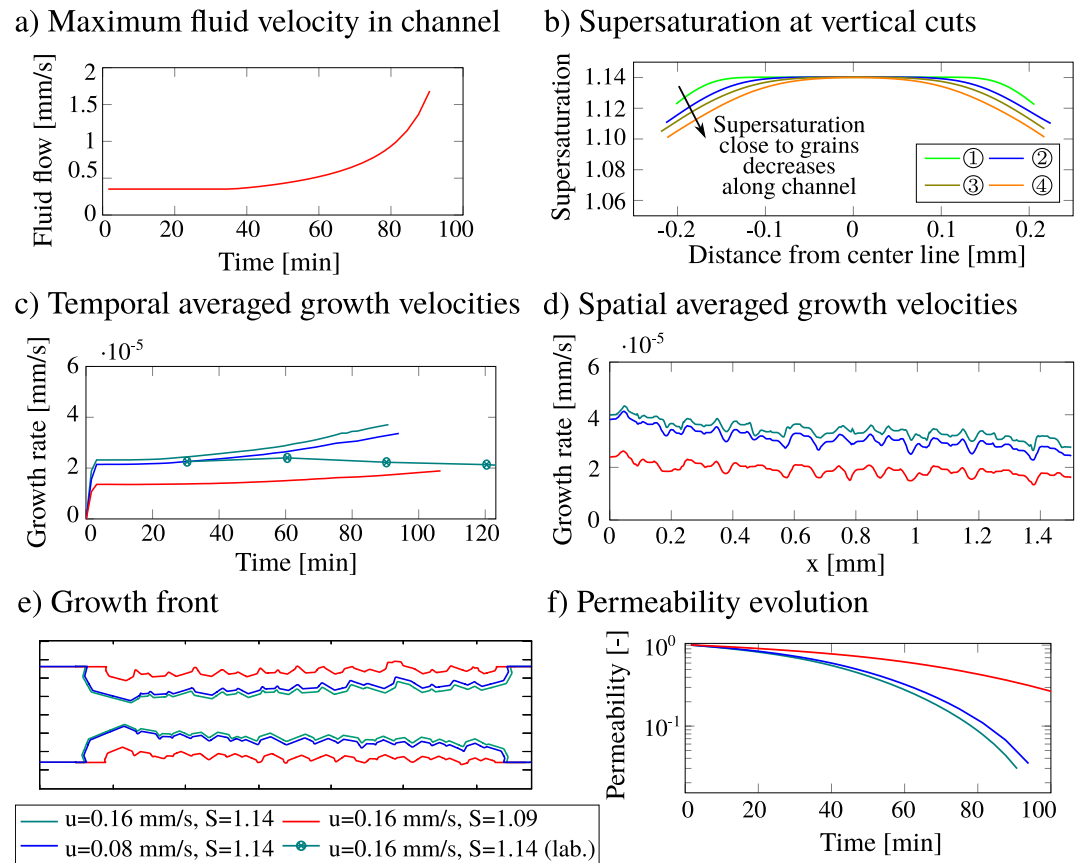 a) Maximum fluid velocity in channel
Fluid flow [mm/s]
2
1.5
1
0.5
0
0 20 40 60 80 100
Time [min]
b) Supersaturation at vertical cuts
Supersaturation
1.14
1.12
1.10
1.08
1.06
Supersaturation
close to grains
decreases
along channel
① ②
③ ④
-0.2 -0.1 0 0.1 0.2
Distance from center line [mm]
c) Temporal averaged growth velocities
·10⁻⁵
Growth rate [mm/s]
6
4
2
0
0 20 40 60 80 100 120
Time [min]
d) Spatial averaged growth velocities
·10⁻⁵
Growth rate [mm/s]
6
4
2
0
0 0.2 0.4 0.6 0.8 1 1.2 1.4
x [mm]
e) Growth front
f) Permeability evolution
Permeability [-]
10⁰
10⁻¹
0 20 40 60 80 100
Time [min]
u=0.16 mm/s, S=1.14 u=0.16 mm/s, S=1.09
u=0.08 mm/s, S=1.14 u=0.16 mm/s, S=1.14 (lab.)